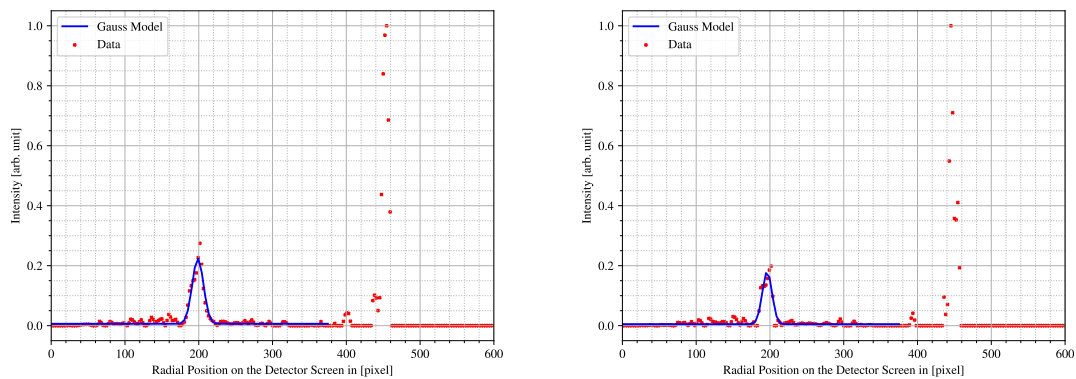 Gauss Model
Data
1.0
0.8
0.6
0.4
0.2
0.0
Intensity [arb. unit]
0 100 200 300 400 500 600
Radial Position on the Detector Screen in [pixel]
Gauss Model
Data
1.0
0.8
0.6
0.4
0.2
0.0
Intensity [arb. unit]
0 100 200 300 400 500 600
Radial Position on the Detector Screen in [pixel]